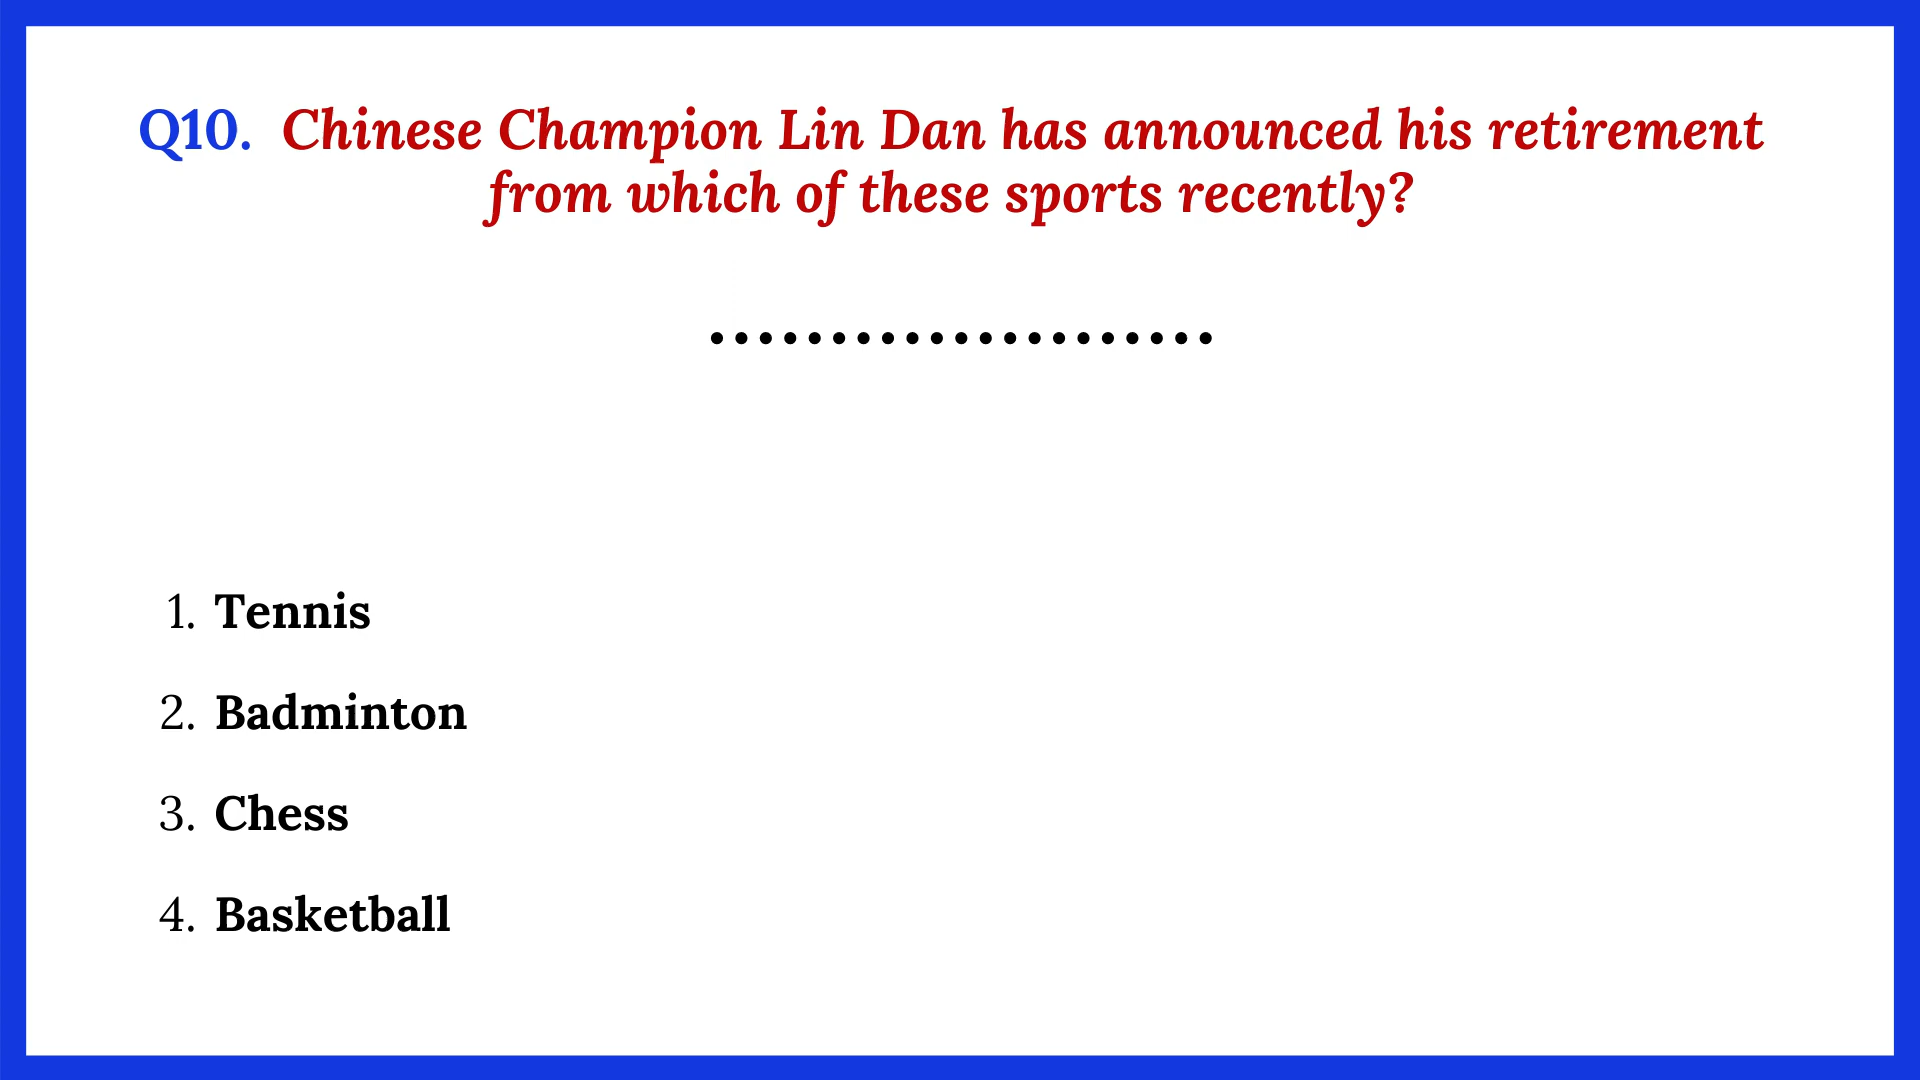 Q10. Chinese Champion Lin Dan has announced his retirement
from which of these sports recently?
.....................
1. Tennis
2. Badminton
3. Chess
4. Basketball